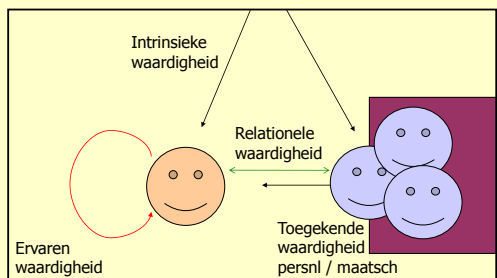 Intrinsieke
waardigheid
Relationele
waardigheid
Ervaren
waardigheid
Toegekende
waardigheid
persnl / maatsch